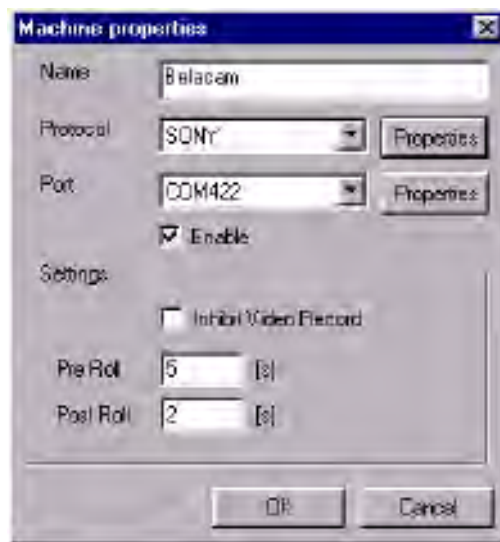 Machine properties
Name Belacam
Protocol SONY Properties
Port COM422 Properties
Enable
Settings
Inhibit Video Record
Pre Roll 5 [s]
Post Roll 2 [s]
OK Cancel